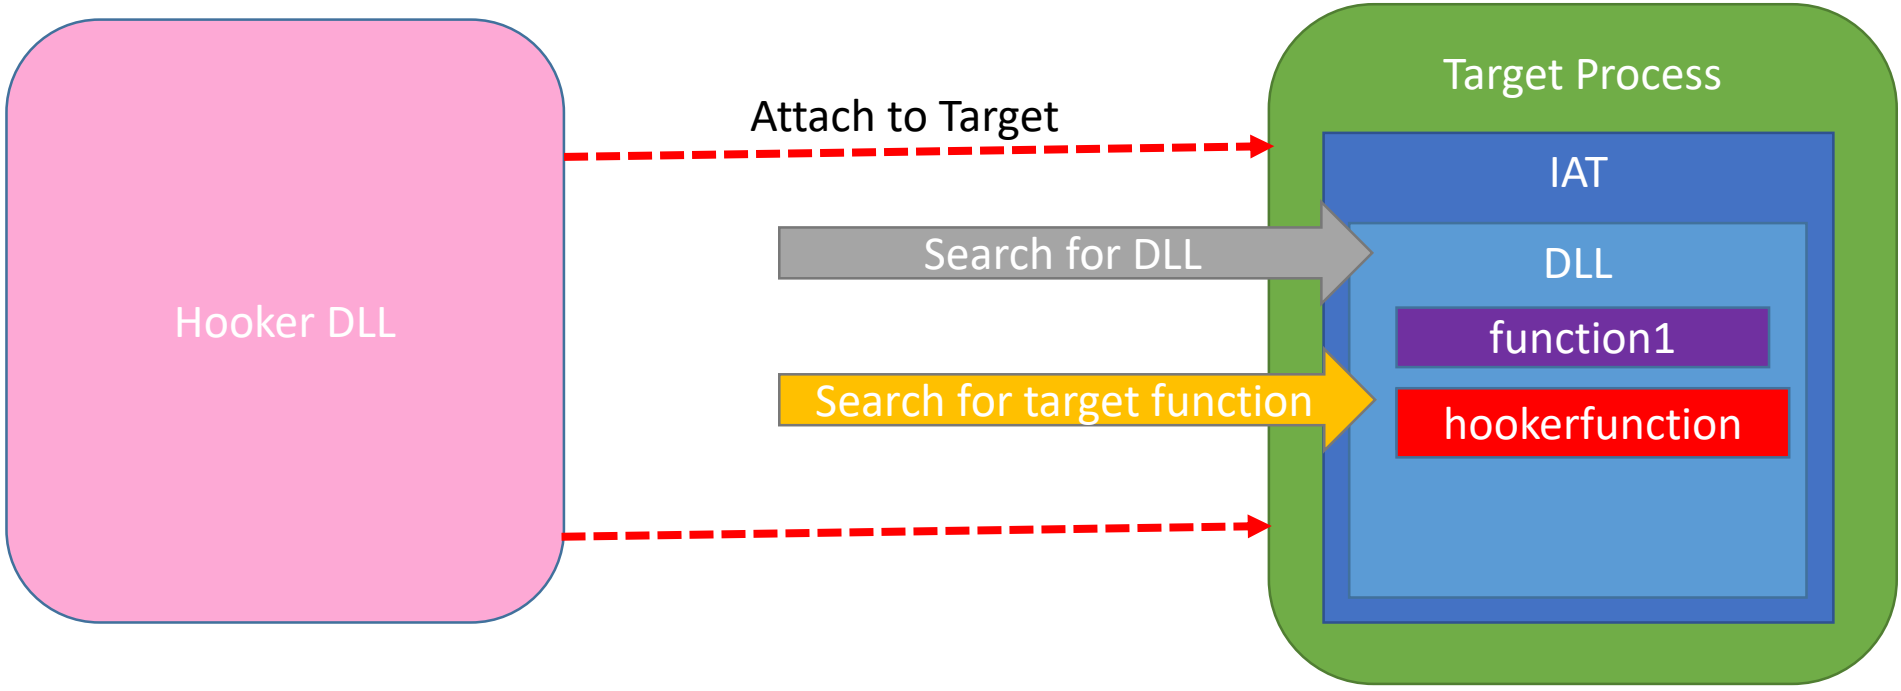 Hooker DLL
Attach to Target
Search for DLL
Search for target function
Target Process
IAT
DLL
function1
hookerfunction